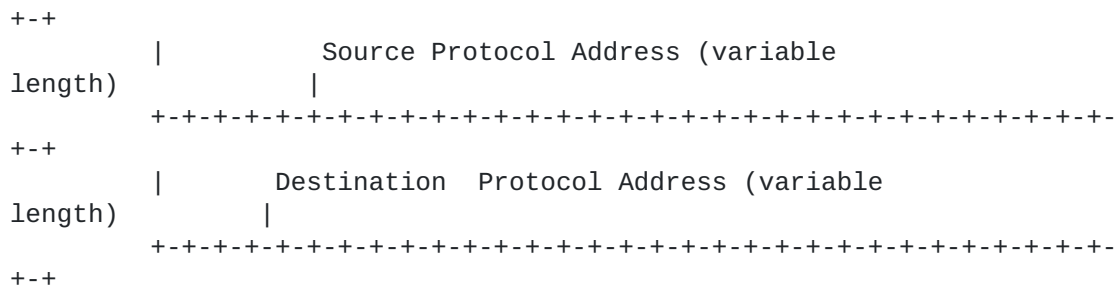 +-+
         |          Source Protocol Address (variable
length)            |
         +-+-+-+-+-+-+-+-+-+-+-+-+-+-+-+-+-+-+-+-+-+-+-+-+-+-+-+-+-+-+-
+-+
         |       Destination  Protocol Address (variable
length)         |
         +-+-+-+-+-+-+-+-+-+-+-+-+-+-+-+-+-+-+-+-+-+-+-+-+-+-+-+-+-+-+-
+-+